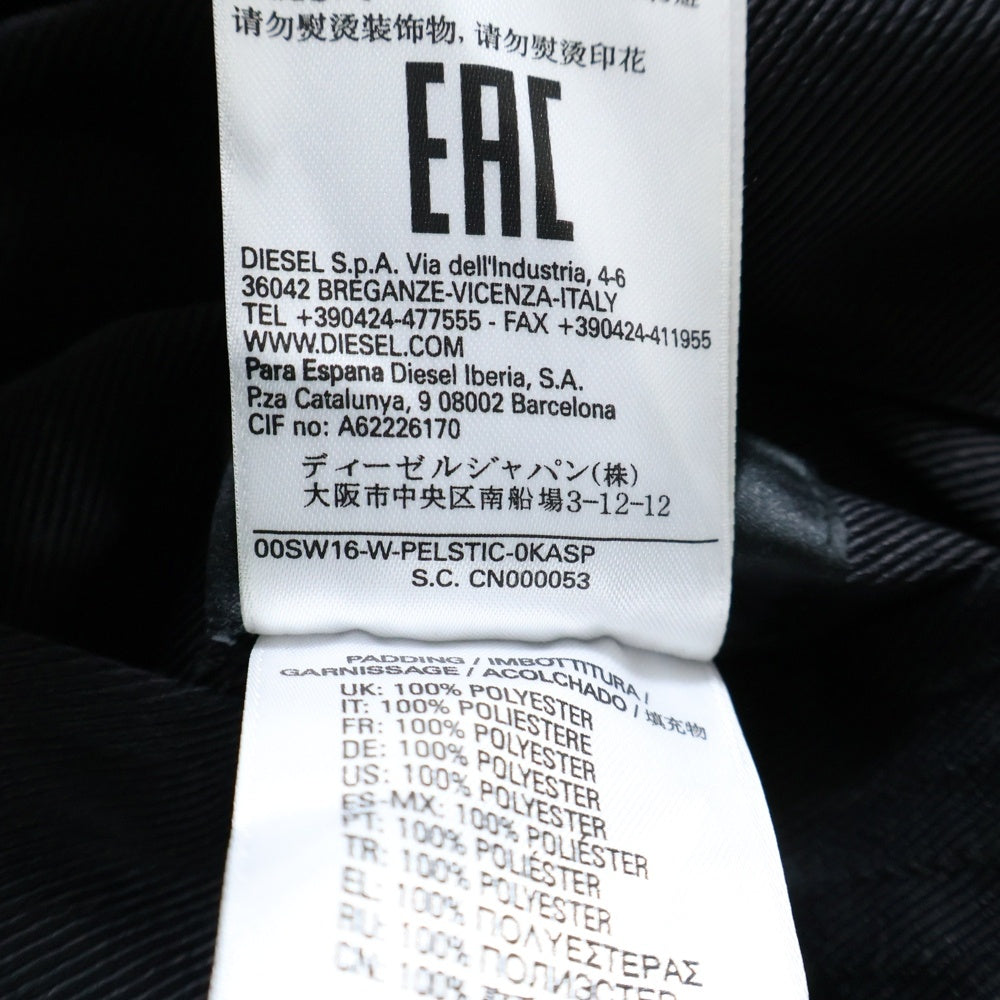 请勿熨烫装饰物, 请勿熨烫印花
EAC
DIESEL S.p.A. Via dell'Industria, 4-6
36042 BREGANZE-VICENZA-ITALY
TEL +390424-477555 - FAX +390424-411955
WWW.DIESEL.COM
Para Espana Diesel Iberia, S.A.
P.za Catalunya, 9 08002 Barcelona
CIF no: A62226170
ディーゼルジャパン(株)
大阪市中央区南船場3-12-12
00SW16-W-PELSTIC-0KASP
S.C. CN000053
PADDING / IMBOTTITURA /
GARNISSAGE / ACOLCHADO / 填充物
UK: 100% POLYESTER
IT: 100% POLIESTERE
FR: 100% POLYESTER
DE: 100% POLYESTER
US: 100% POLYESTER
ES-MX: 100% POLIÉSTER
PT: 100% POLIÉSTER
TR: 100% POLYESTER
EL: 100% ΠΟΛΥΕΣΤΕΡΑΣ
RU: 100% ПОЛИЭСТЕР
CN: 100%